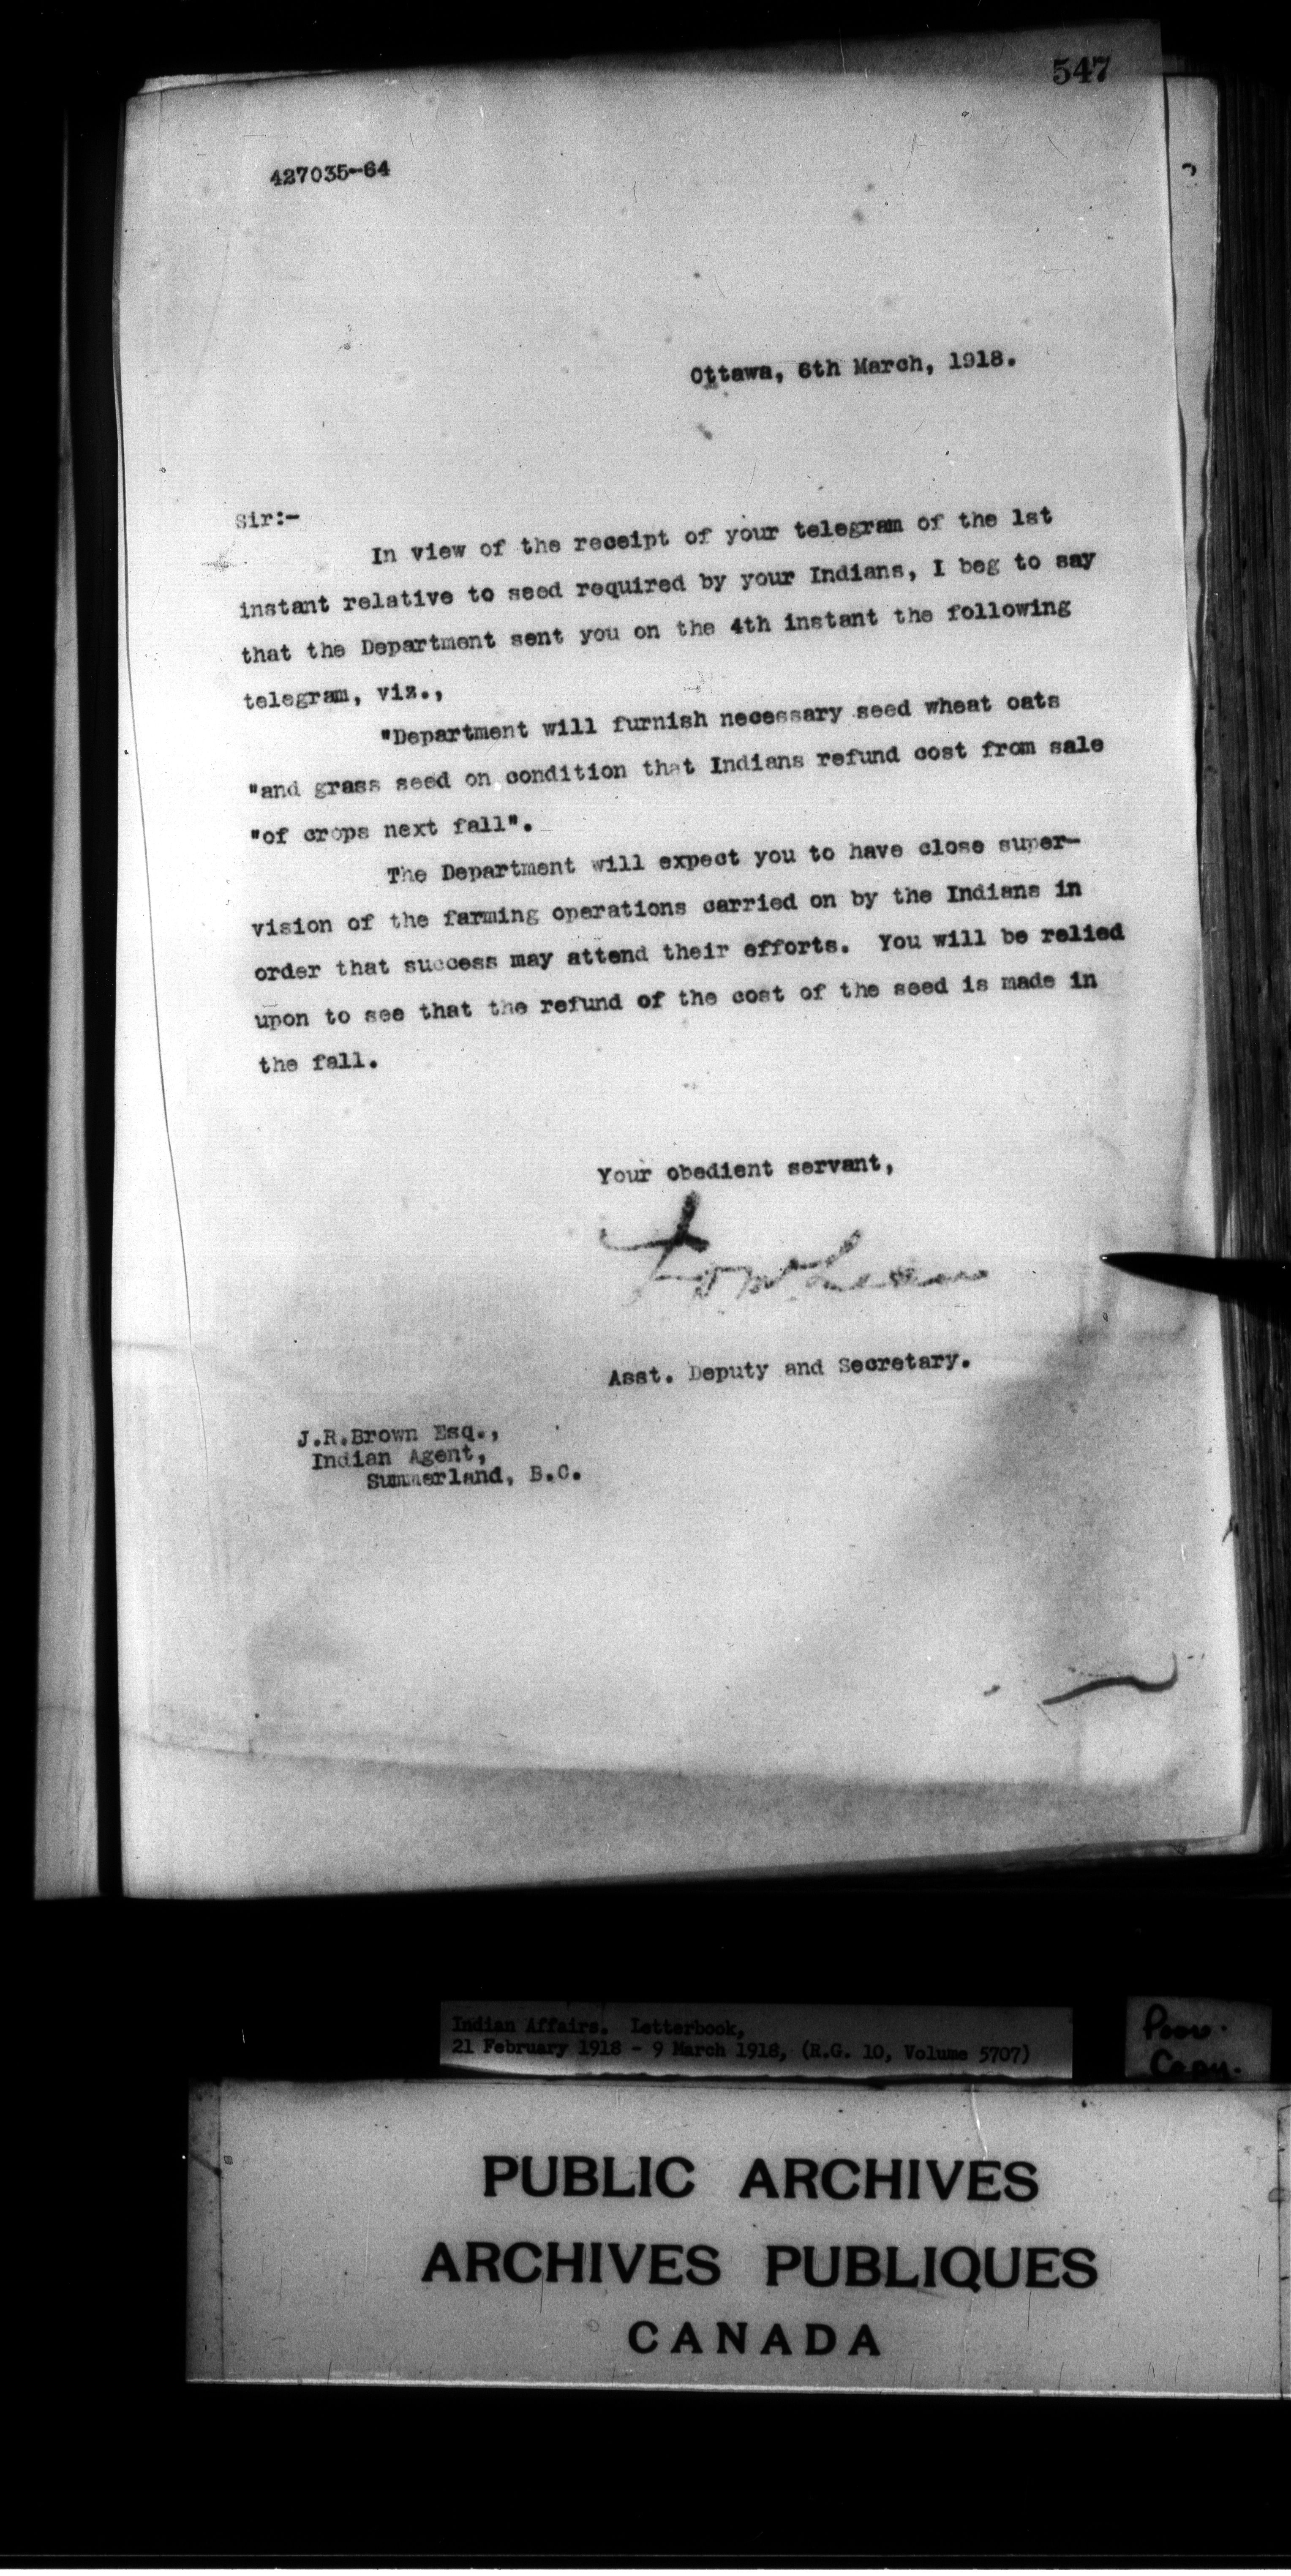 547
427035-64
Ottawa, 6th March, 1918.
Sir:-
In view of the receipt of your telegram of the 1st
instant relative to seed required by your Indians, I beg to say
that the Department sent you on the 4th instant the following
telegram, viz.,
"Department will furnish necessary seed wheat oats
"and grass seed on condition that Indians refund cost from sale
"of crops next fall".
The Department will expect you to have close super-
vision of the farming operations carried on by the Indians in
order that success may attend their efforts. You will be relied
upon to see that the refund of the cost of the seed is made in
the fall.
Your obedient servant,
Asst. Deputy and Secretary.
J.R.Brown Esq.,
Indian Agent,
Summerland, B.C.
Indian Affairs. Letterbook,
21 February 1918 - 9 March 1918, (R.G. 10, Volume 5707)
Poor
Copy.
PUBLIC ARCHIVES
ARCHIVES PUBLIQUES
CANADA